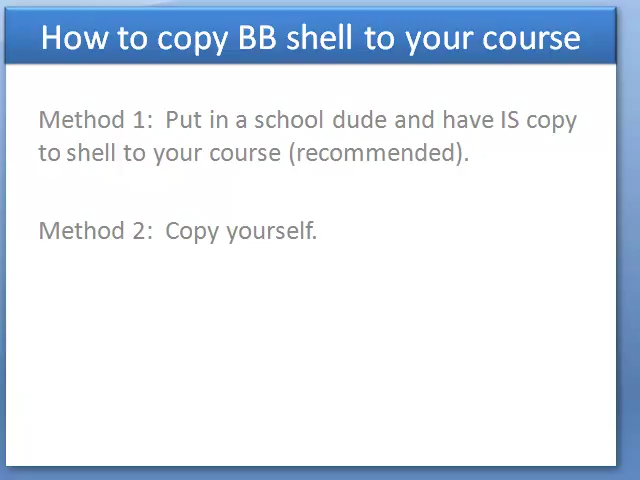 How to copy BB shell to your course
Method 1:  Put in a school dude and have IS copy
to shell to your course (recommended).
Method 2:  Copy yourself.